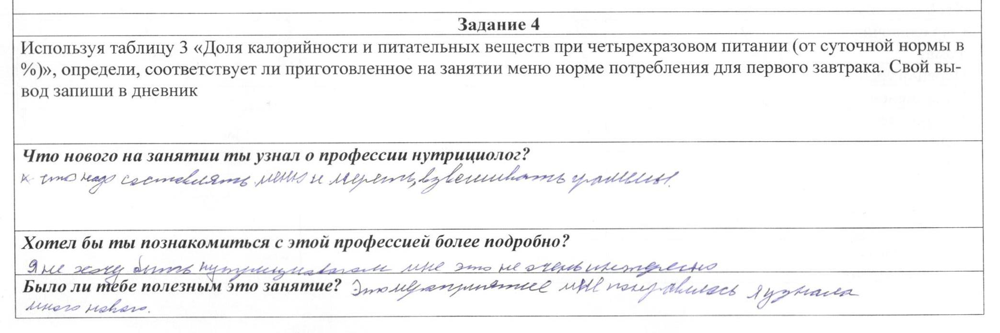 Задание 4
Используя таблицу 3 «Доля калорийности и питательных веществ при четырехразовом питании (от суточной нормы в
%)», определи, соответствует ли приготовленное на занятии меню норме потребления для первого завтрака. Свой вы-
вод запиши в дневник
Что нового на занятии ты узнал о профессии нутрициолог?
что надо составлять меню и мерять, взвешивать граммы.
Хотел бы ты познакомиться с этой профессией более подробно?
Я не хочу быть нутрициологом мне это не очень интересно
Было ли тебе полезным это занятие? Это мероприятие мне понравилось я узнала
много нового.